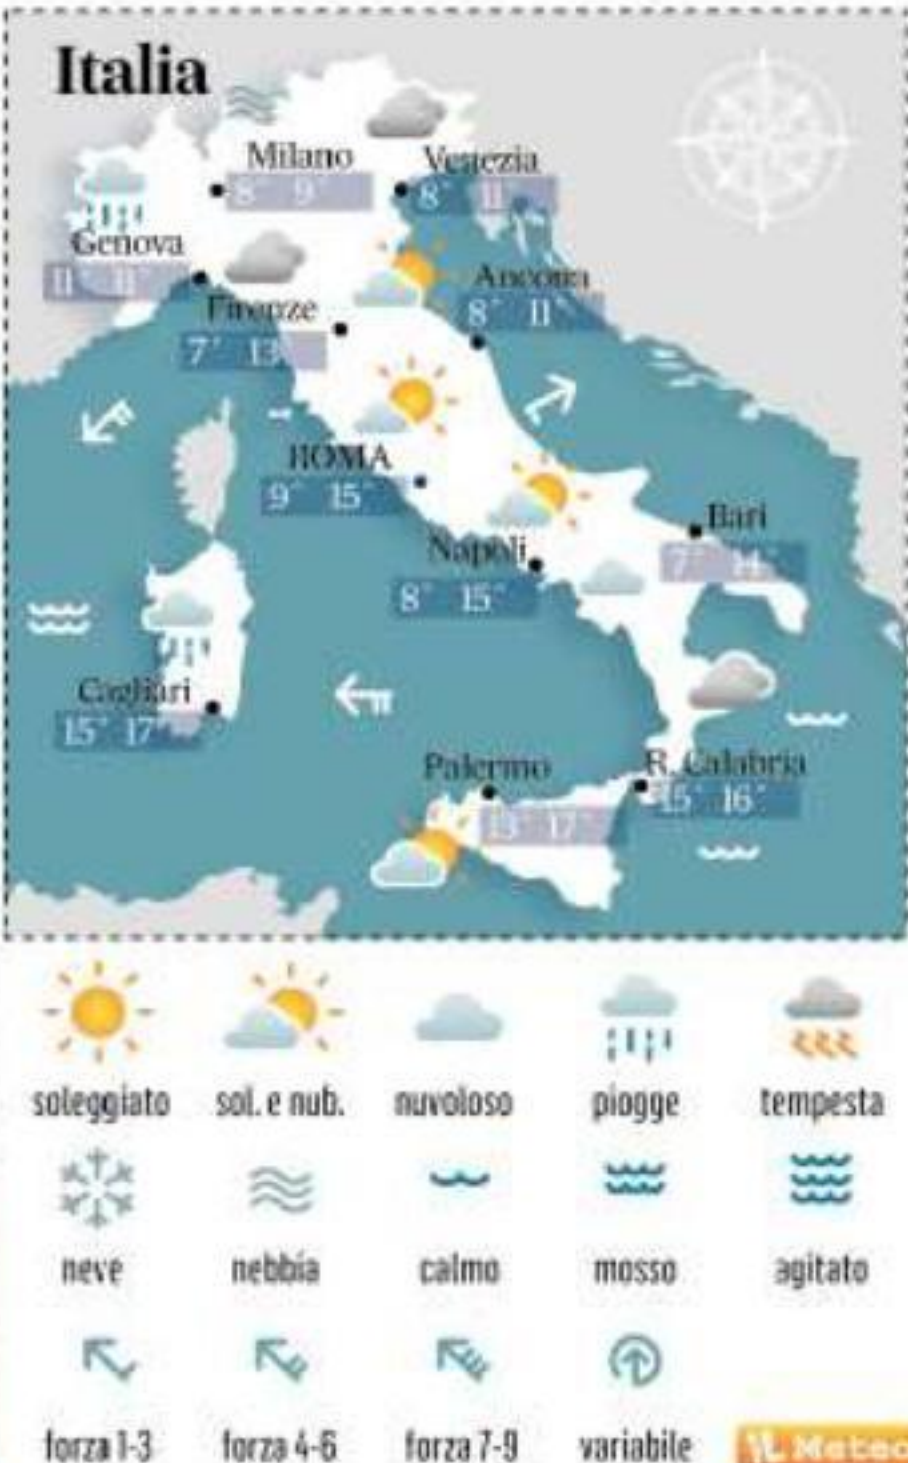 Italia
Milano
8° 9°
Venezia
8° 11°
Genova
11° 11°
Ancona
8° 11°
Firenze
7° 13°
ROMA
9° 15°
Bari
7° 14°
Napoli
8° 15°
Cagliari
15° 17°
Palermo
13° 17°
R. Calabria
15° 16°
soleggiato sol. e nub. nuvoloso piogge tempesta
neve nebbia calmo mosso agitato
forza 1-3 forza 4-6 forza 7-9 variabile